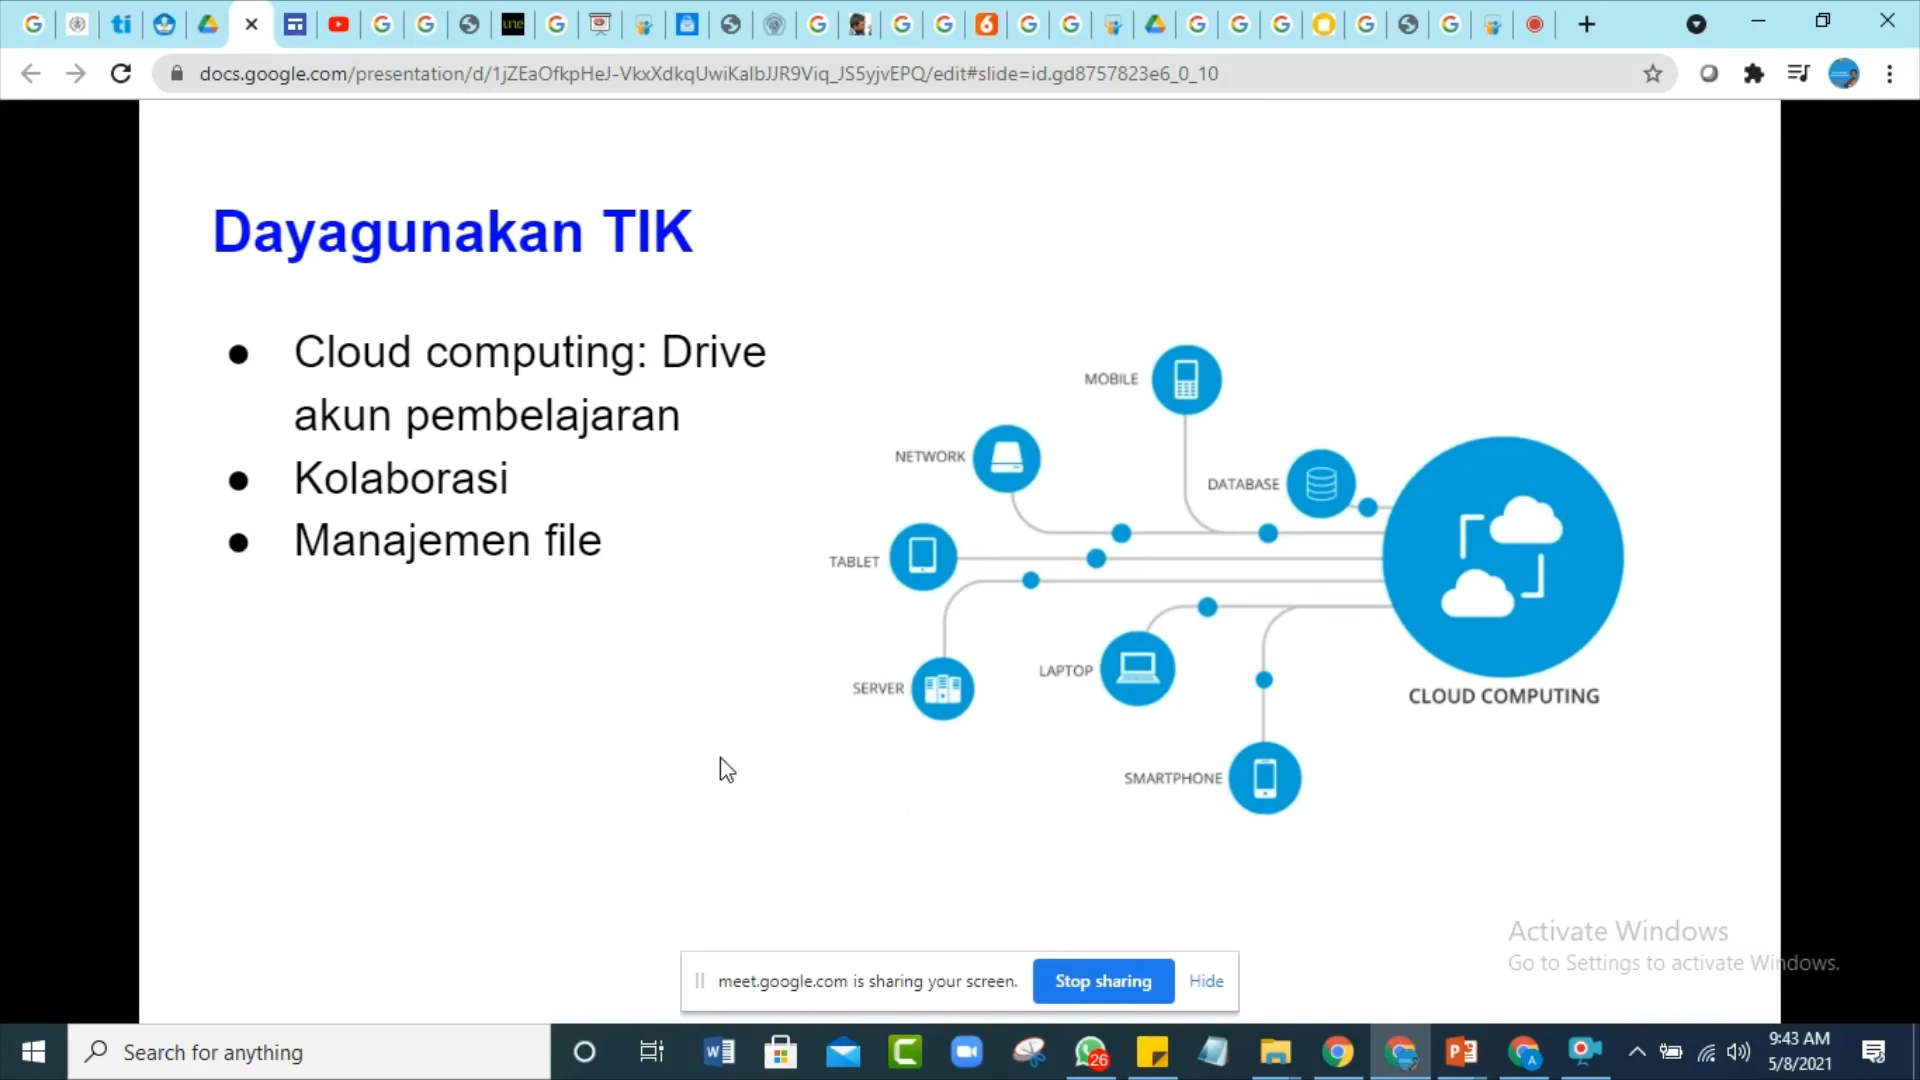 docs.google.com/presentation/d/1jZEaOfkpHeJ-VkxXdkqUwiKalbJJR9Viq_JS5yjvEPQ/edit#slide=id.gd8757823e6_0_10
Dayagunakan TIK
● Cloud computing: Drive
akun pembelajaran
● Kolaborasi
● Manajemen file
MOBILE
NETWORK
DATABASE
TABLET
LAPTOP
SERVER
CLOUD COMPUTING
SMARTPHONE
Activate Windows
Go to Settings to activate Windows.
meet.google.com is sharing your screen.
Stop sharing
Hide
Search for anything
26
9:43 AM
5/8/2021